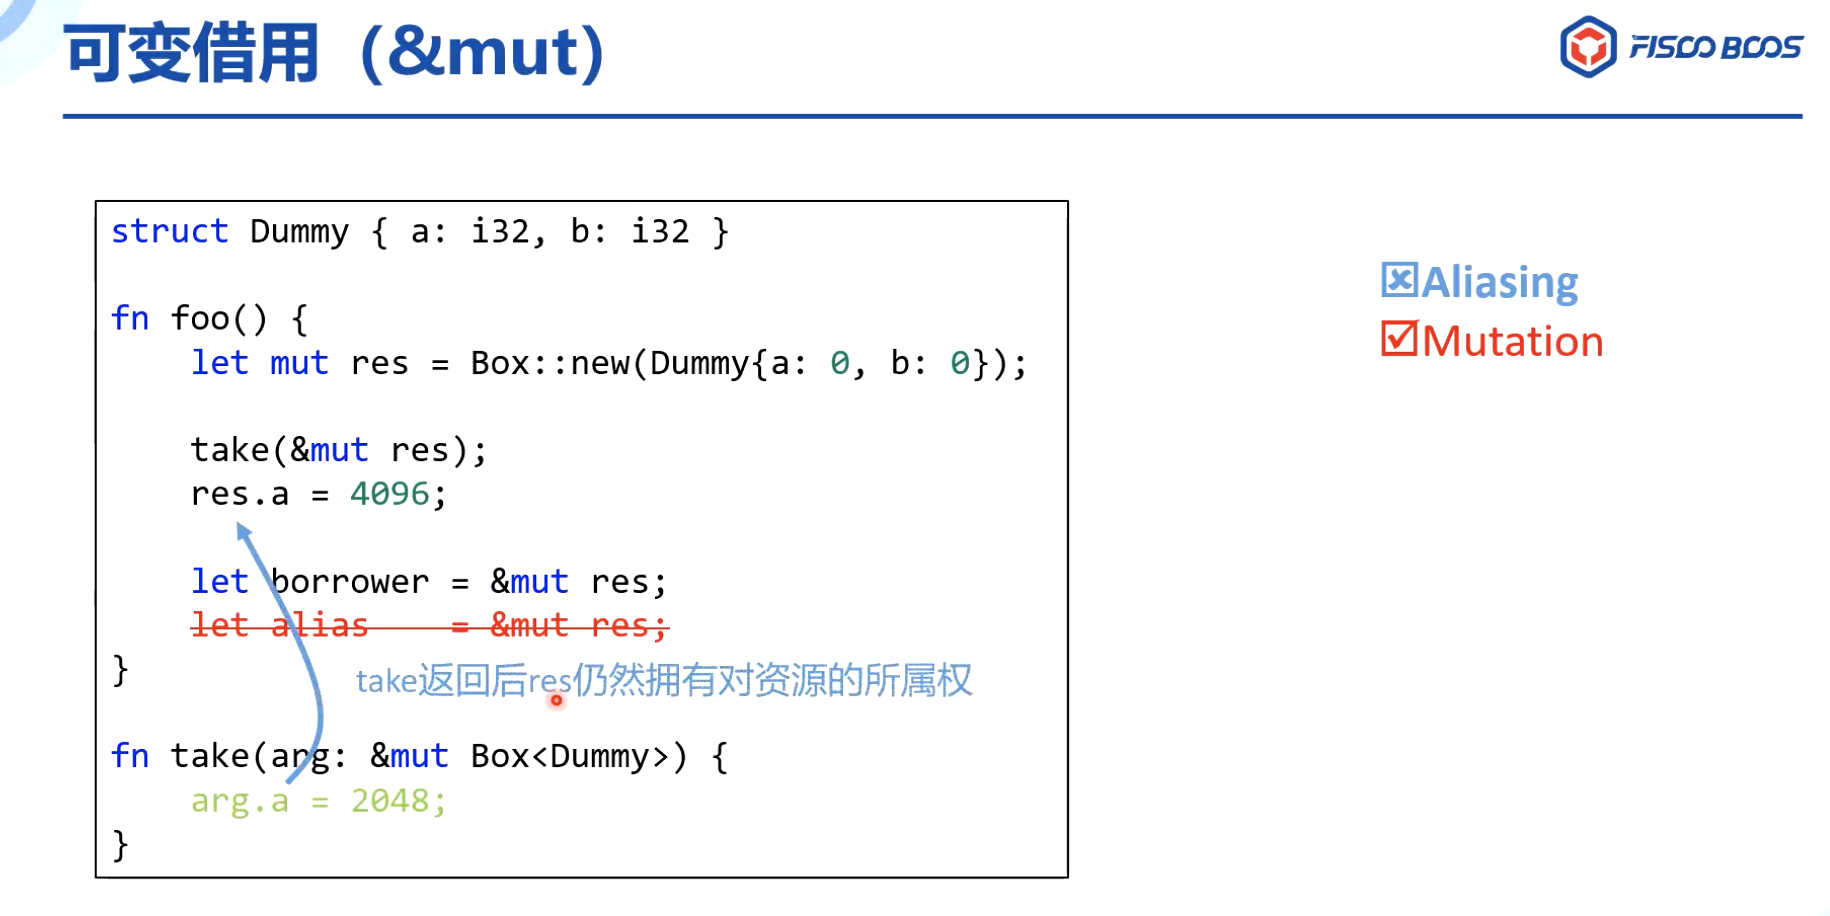 可变借用（&mut）
FISCO BCOS
struct Dummy { a: i32, b: i32 }
fn foo() {
    let mut res = Box::new(Dummy{a: 0, b: 0});
    take(&mut res);
    res.a = 4096;
    let borrower = &mut res;
    let alias    = &mut res;
}
take返回后res仍然拥有对资源的所属权
fn take(arg: &mut Box<Dummy>) {
    arg.a = 2048;
}
☒Aliasing
☑Mutation